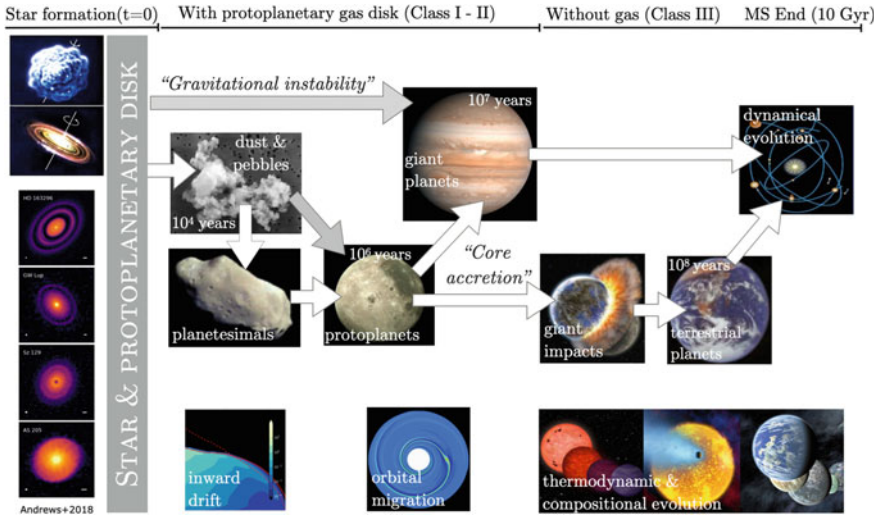 Star formation(t=0)
With protoplanetary gas disk (Class I - II)
Without gas (Class III)
MS End (10 Gyr)
STAR & PROTOPLANETARY DISK
“Gravitational instability”
10⁷ years
giant
planets
dynamical
evolution
dust &
pebbles
10⁴ years
HD 163296
GW Lup
Sz 129
AS 205
Andrews+2018
planetesimals
10⁶ years
protoplanets
“Core
accretion”
giant
impacts
10⁸ years
terrestrial
planets
inward
drift
orbital
migration
thermodynamic &
compositional evolution